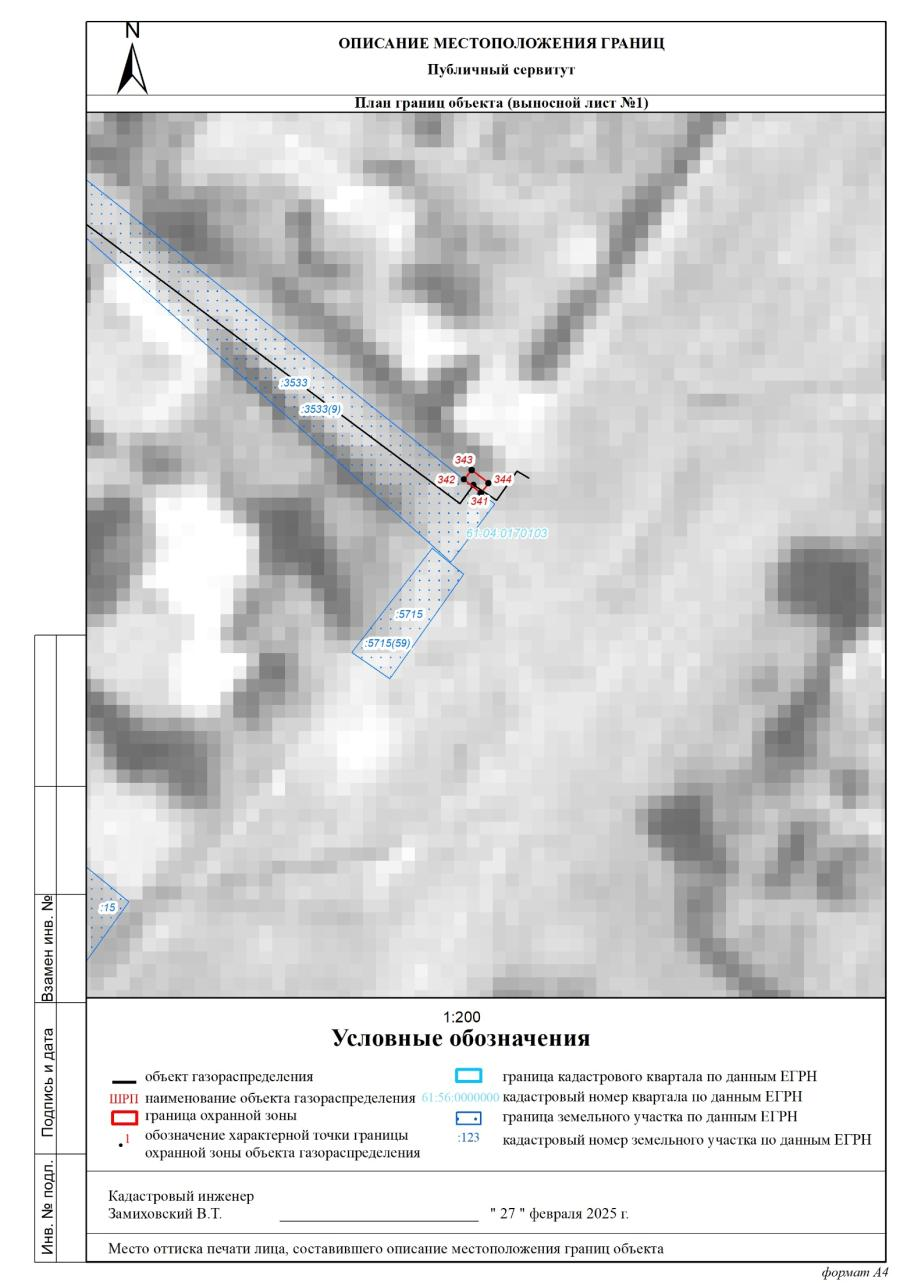 N
ОПИСАНИЕ МЕСТОПОЛОЖЕНИЯ ГРАНИЦ
Публичный сервитут
План границ объекта (выносной лист №1)
:3533
:3533(9)
343
342
344
341
61:04:0170103
:5715
:5715(59)
:15
1:200
Условные обозначения
объект газораспределения
ШРП наименование объекта газораспределения
граница охранной зоны
1 обозначение характерной точки границы
охранной зоны объекта газораспределения
граница кадастрового квартала по данным ЕГРН
61:56:0000000 кадастровый номер квартала по данным ЕГРН
граница земельного участка по данным ЕГРН
:123 кадастровый номер земельного участка по данным ЕГРН
Кадастровый инженер
Замиховский В.Т. " 27 " февраля 2025 г.
Место оттиска печати лица, составившего описание местоположения границ объекта
Взамен инв. №
Подпись и дата
Инв. № подл.
формат А4